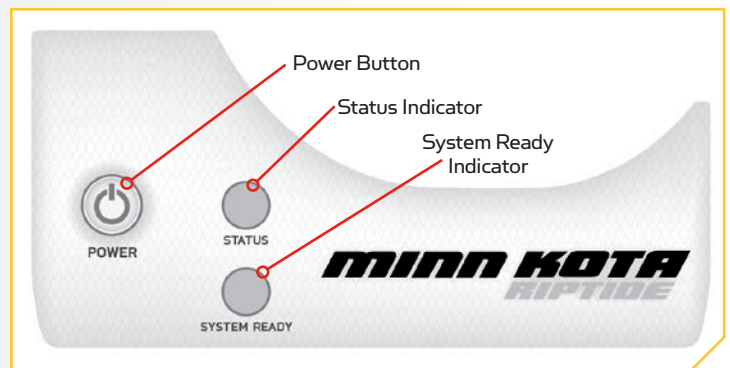 Power Button
Status Indicator
System Ready
Indicator
POWER
STATUS
SYSTEM READY
MINN KOTA
RIPTIDE